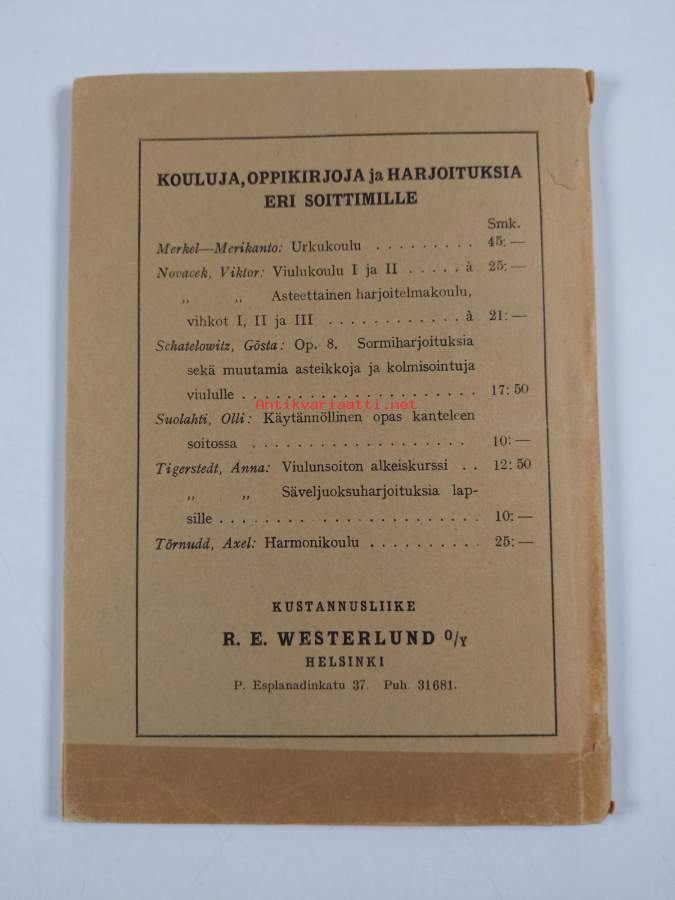 KOULUJA, OPPIKIRJOJA ja HARJOITUKSIA
ERI SOITTIMILLE
Smk.
Merkel—Merikanto: Urkukoulu . . . . . . . . . 45: —
Novacek, Viktor: Viulukoulu I ja II . . . . . à 25: —
„ „ Asteettainen harjoitelmakoulu,
vihkot I, II ja III . . . . . . . . . . . . à 21: —
Schatelowitz, Gösta: Op. 8. Sormiharjoituksia
sekä muutamia asteikkoja ja kolmisointuja
viululle . . . . . . . . . . . . . . . . . . . . . 17: 50
Antikvariaatti.net
Suolahti, Olli: Käytännöllinen opas kanteleen
soitossa . . . . . . . . . . . . . . . . . . . 10: —
Tigerstedt, Anna: Viulunsoiton alkeiskurssi . . 12: 50
„ „ Säveljuoksuharjoituksia lap-
sille . . . . . . . . . . . . . . . . . . . . . . . 10: —
Törnudd, Axel: Harmonikoulu . . . . . . . . . . 25: —
KUSTANNUSLIIKE
R. E. WESTERLUND O/Y
HELSINKI
P. Esplanadinkatu 37. Puh. 31681.